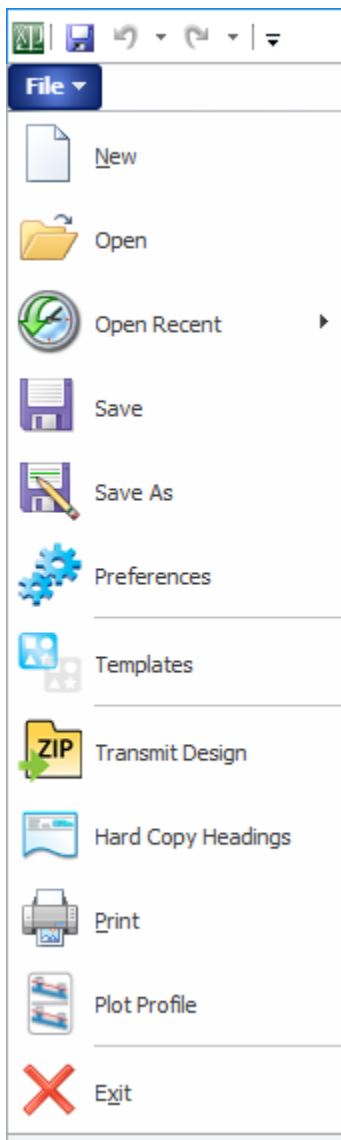 XP
File
New
Open
Open Recent
Save
Save As
Preferences
Templates
ZIP
Transmit Design
Hard Copy Headings
Print
Plot Profile
Exit